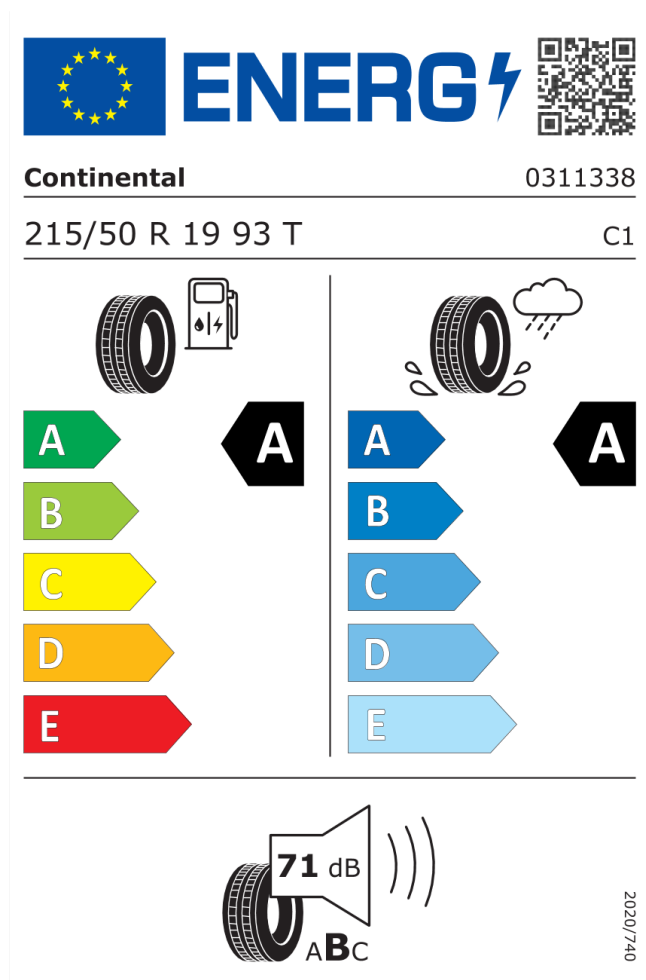 ENERG
Continental 0311338
215/50 R 19 93 T C1
A A A A
B B
C C
D D
E E
71 dB
ABC
2020/740